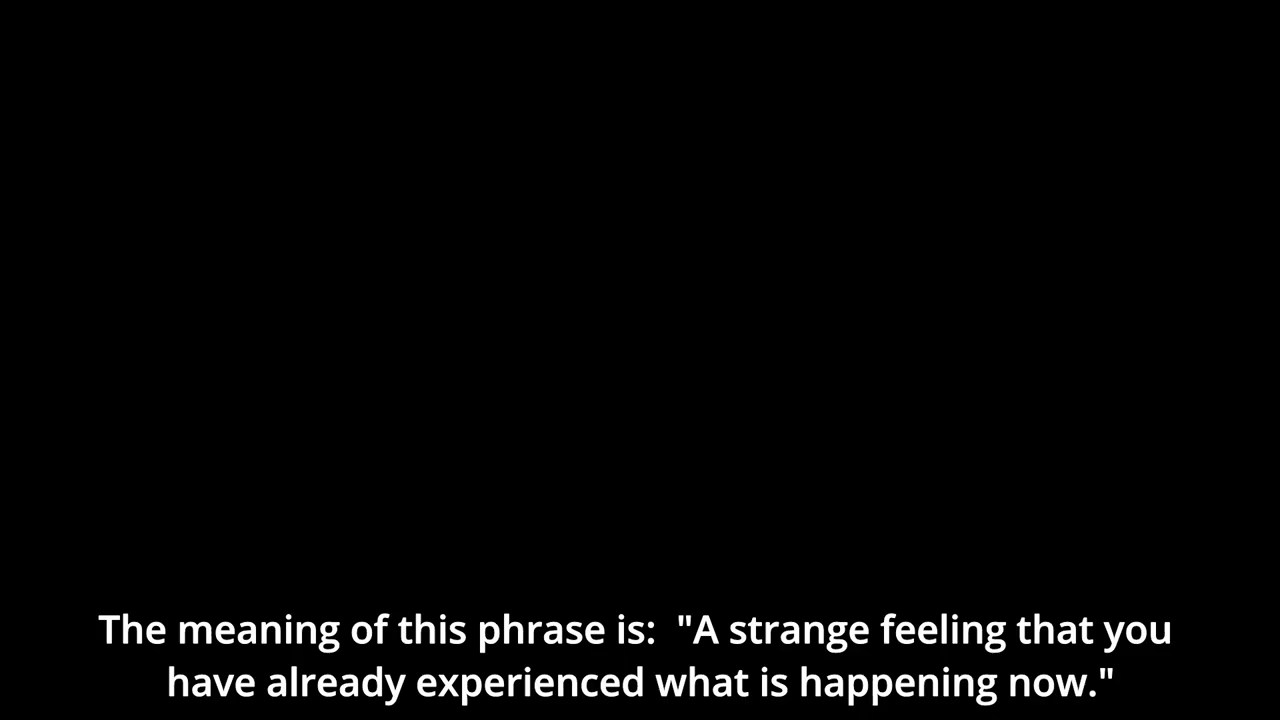 The meaning of this phrase is:  "A strange feeling that you
have already experienced what is happening now."